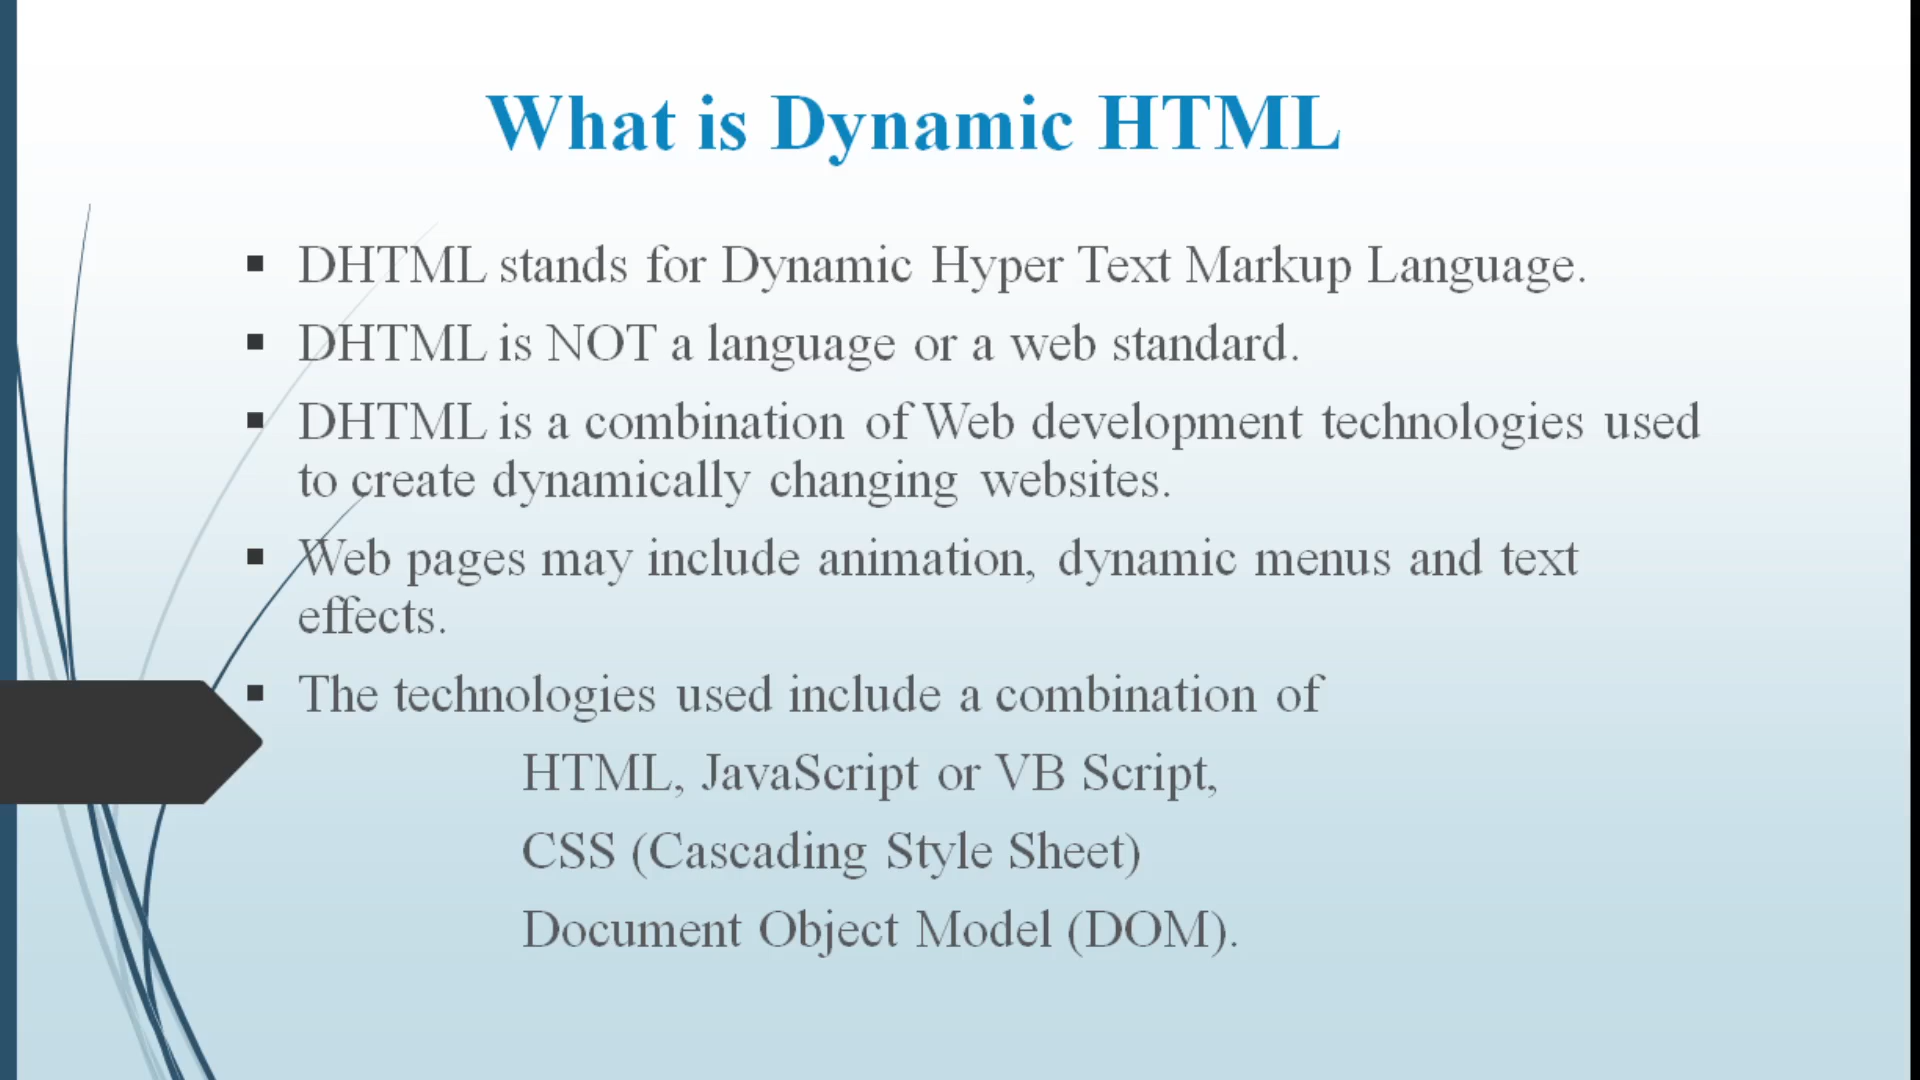 What is Dynamic HTML
▪ DHTML stands for Dynamic Hyper Text Markup Language.
▪ DHTML is NOT a language or a web standard.
▪ DHTML is a combination of Web development technologies used
to create dynamically changing websites.
▪ Web pages may include animation, dynamic menus and text
effects.
▪ The technologies used include a combination of
HTML, JavaScript or VB Script,
CSS (Cascading Style Sheet)
Document Object Model (DOM).